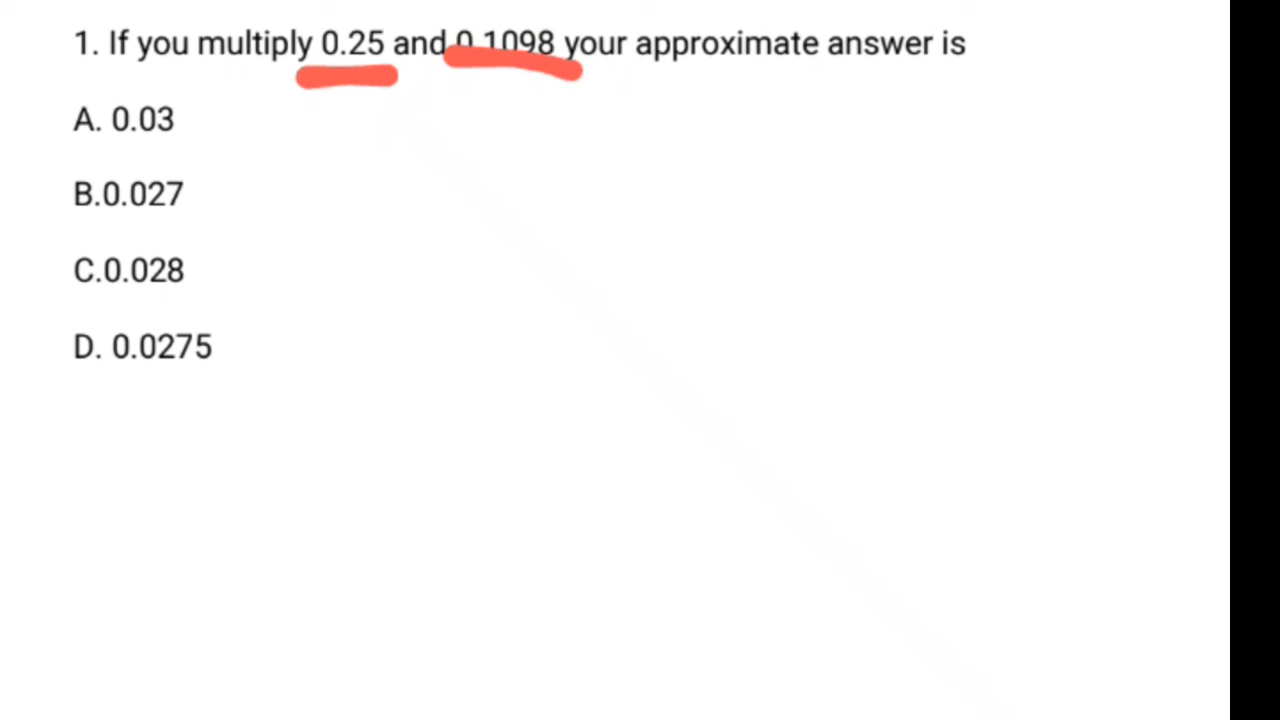 1. If you multiply 0.25 and 0.1098 your approximate answer is
A. 0.03
B.0.027
C.0.028
D. 0.0275